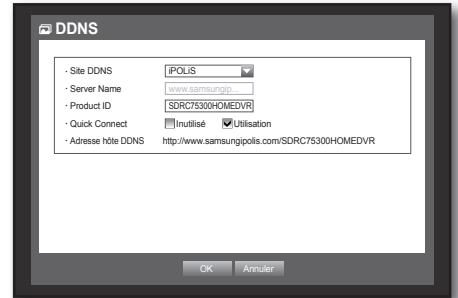 DDNS
· Site DDNS iPOLiS
· Server Name www.samsungip...
· Product ID SDRC75300HOMEDVR
· Quick Connect Inutilisé Utilisation
· Adresse hôte DDNS http://www.samsungipolis.com/SDRC75300HOMEDVR
OK Annuler